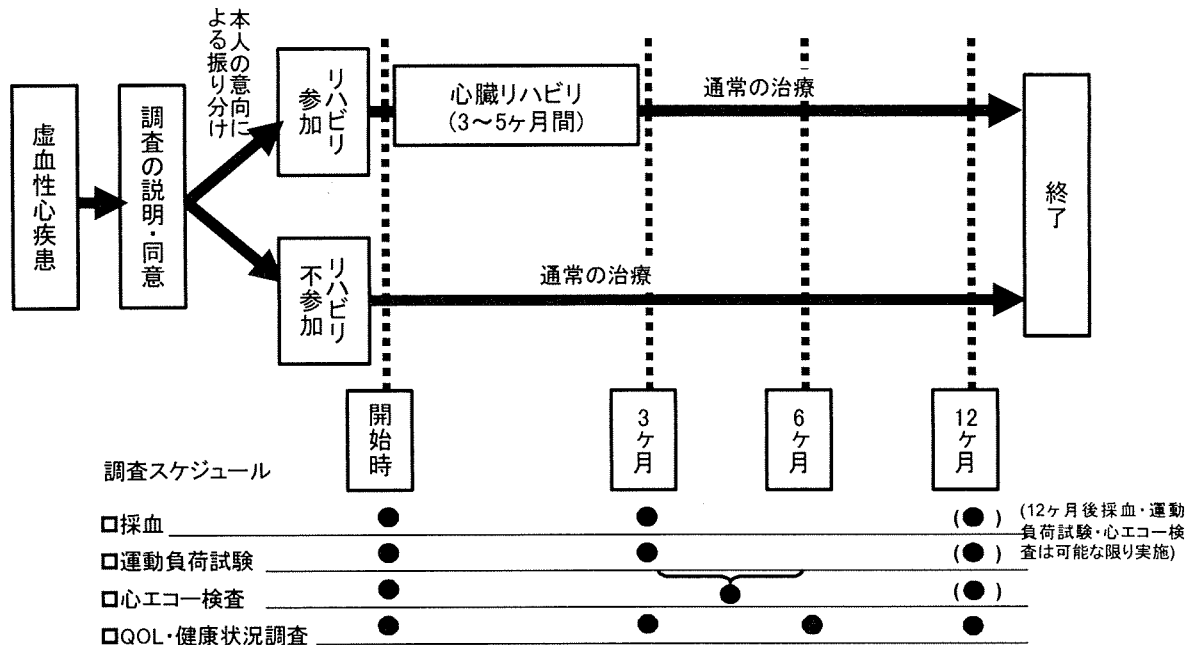 本人の意向に
よる振り分け
虚血性心疾患
調査の説明・同意
リハビリ
参加
心臓リハビリ
(3～5ヶ月間)
通常の治療
終了
リハビリ
不参加
通常の治療
開始時
3ヶ月
6ヶ月
12ヶ月
調査スケジュール
□採血
(●)
(12ヶ月後採血・運動
負荷試験・心エコー検
査は可能な限り実施)
□運動負荷試験
(●)
□心エコー検査
(●)
□QOL・健康状況調査